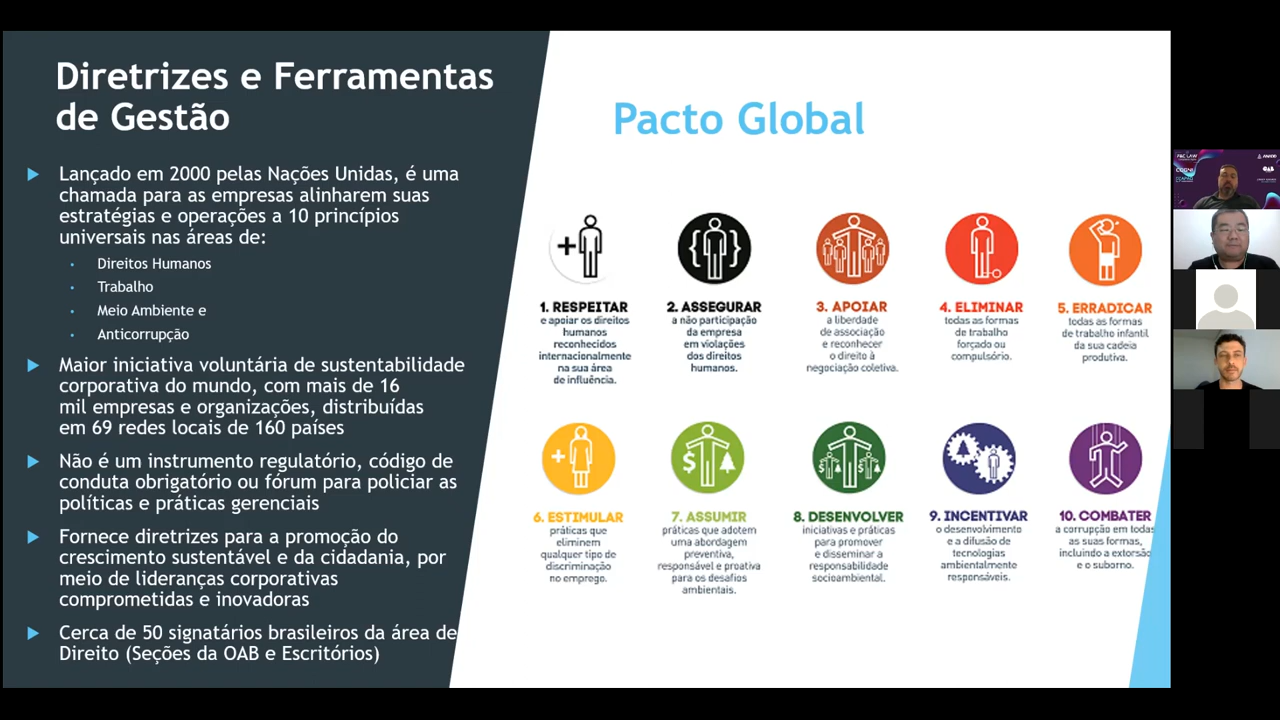 Diretrizes e Ferramentas
de Gestão
Lançado em 2000 pelas Nações Unidas, é uma
chamada para as empresas alinharem suas
estratégias e operações a 10 princípios
universais nas áreas de:
Direitos Humanos
Trabalho
Meio Ambiente e
Anticorrupção
Maior iniciativa voluntária de sustentabilidade
corporativa do mundo, com mais de 16
mil empresas e organizações, distribuídas
em 69 redes locais de 160 países
Não é um instrumento regulatório, código de
conduta obrigatório ou fórum para policiar as
políticas e práticas gerenciais
Fornece diretrizes para a promoção do
crescimento sustentável e da cidadania, por
meio de lideranças corporativas
comprometidas e inovadoras
Cerca de 50 signatários brasileiros da área de
Direito (Seções da OAB e Escritórios)
Pacto Global
1. RESPEITAR
e apoiar os direitos
humanos
reconhecidos
internacionalmente
na sua área
de influência.
2. ASSEGURAR
a não participação
da empresa
em violações
dos direitos
humanos.
3. APOIAR
a liberdade
de associação
e reconhecer
o direito à
negociação coletiva.
4. ELIMINAR
todas as formas
de trabalho
forçado ou
compulsório.
5. ERRADICAR
todas as formas
de trabalho infantil
da sua cadeia
produtiva.
6. ESTIMULAR
práticas que
eliminem
qualquer tipo de
discriminação
no emprego.
7. ASSUMIR
práticas que adotem
uma abordagem
preventiva,
responsável e proativa
para os desafios
ambientais.
8. DESENVOLVER
iniciativas e práticas
para promover
e disseminar a
responsabilidade
socioambiental.
9. INCENTIVAR
o desenvolvimento
e a difusão de
tecnologias
ambientalmente
responsáveis.
10. COMBATER
a corrupção em todas
as suas formas,
incluindo a extorsão
e o suborno.
OAB